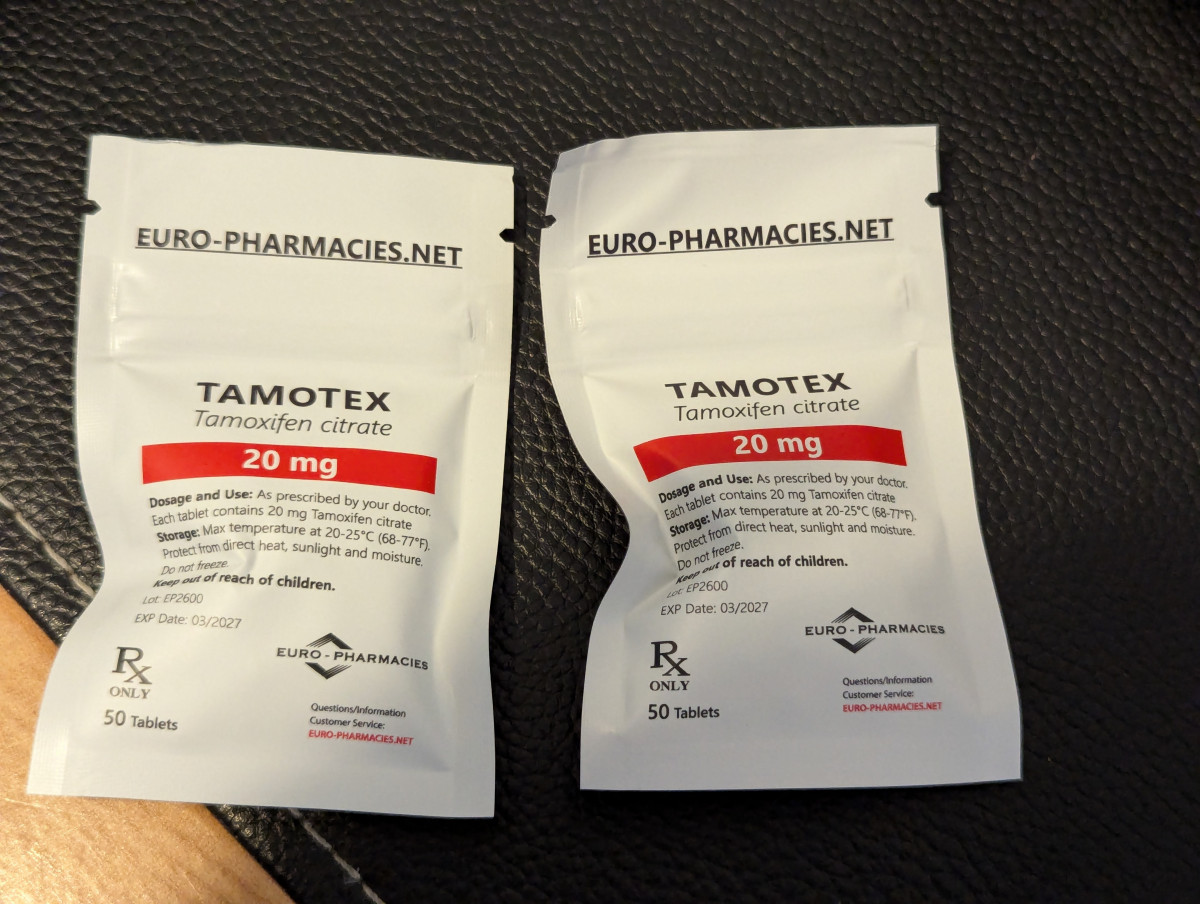 EURO-PHARMACIES.NET
TAMOTEX
Tamoxifen citrate
20 mg
Dosage and Use: As prescribed by your doctor.
Each tablet contains 20 mg Tamoxifen citrate
Storage: Max temperature at 20-25°C (68-77°F).
Protect from direct heat, sunlight and moisture.
Do not freeze.
Keep out of reach of children.
Lot: EP2600
EXP Date: 03/2027
Rx
ONLY
50 Tablets
EURO-PHARMACIES
Questions/Information
Customer Service:
EURO-PHARMACIES.NET
EURO-PHARMACIES.NET
TAMOTEX
Tamoxifen citrate
20 mg
Dosage and Use: As prescribed by your doctor.
Each tablet contains 20 mg Tamoxifen citrate
Storage: Max temperature at 20-25°C (68-77°F).
Protect from direct heat, sunlight and moisture.
Do not freeze.
Keep out of reach of children.
Lot: EP2600
EXP Date: 03/2027
Rx
ONLY
50 Tablets
EURO-PHARMACIES
Questions/Information
Customer Service:
EURO-PHARMACIES.NET